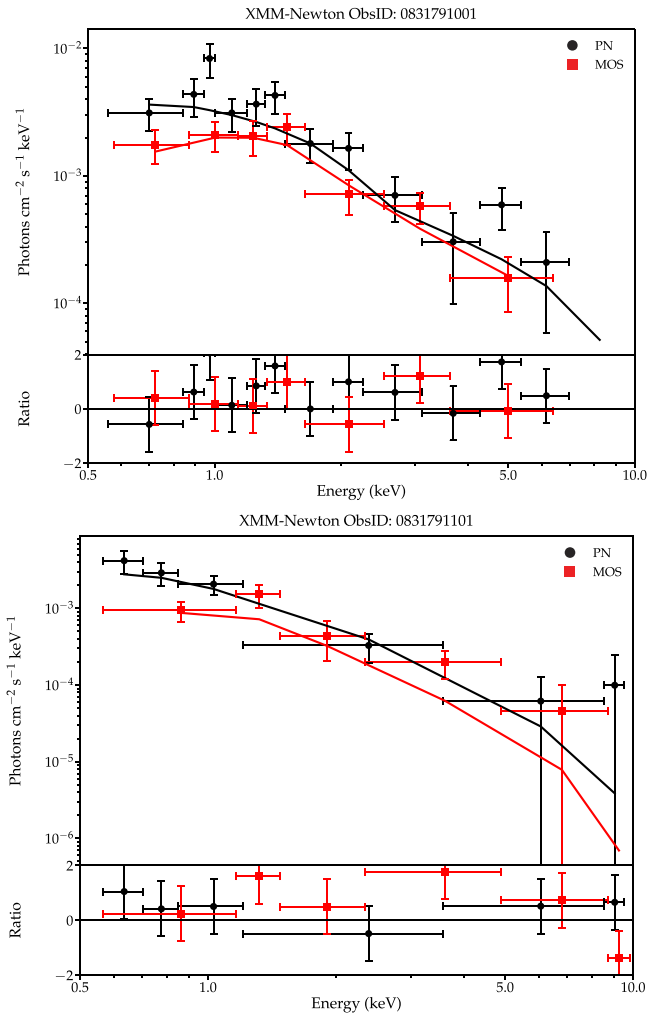 XMM-Newton ObsID: 0831791001
PN
MOS
Photons cm⁻² s⁻¹ keV⁻¹
10⁻²
10⁻³
10⁻⁴
Ratio
2
0
−2
0.5 1.0 5.0 10.0
Energy (keV)
XMM-Newton ObsID: 0831791101
PN
MOS
Photons cm⁻² s⁻¹ keV⁻¹
10⁻³
10⁻⁴
10⁻⁵
10⁻⁶
Ratio
2
0
−2
0.5 1.0 5.0 10.0
Energy (keV)